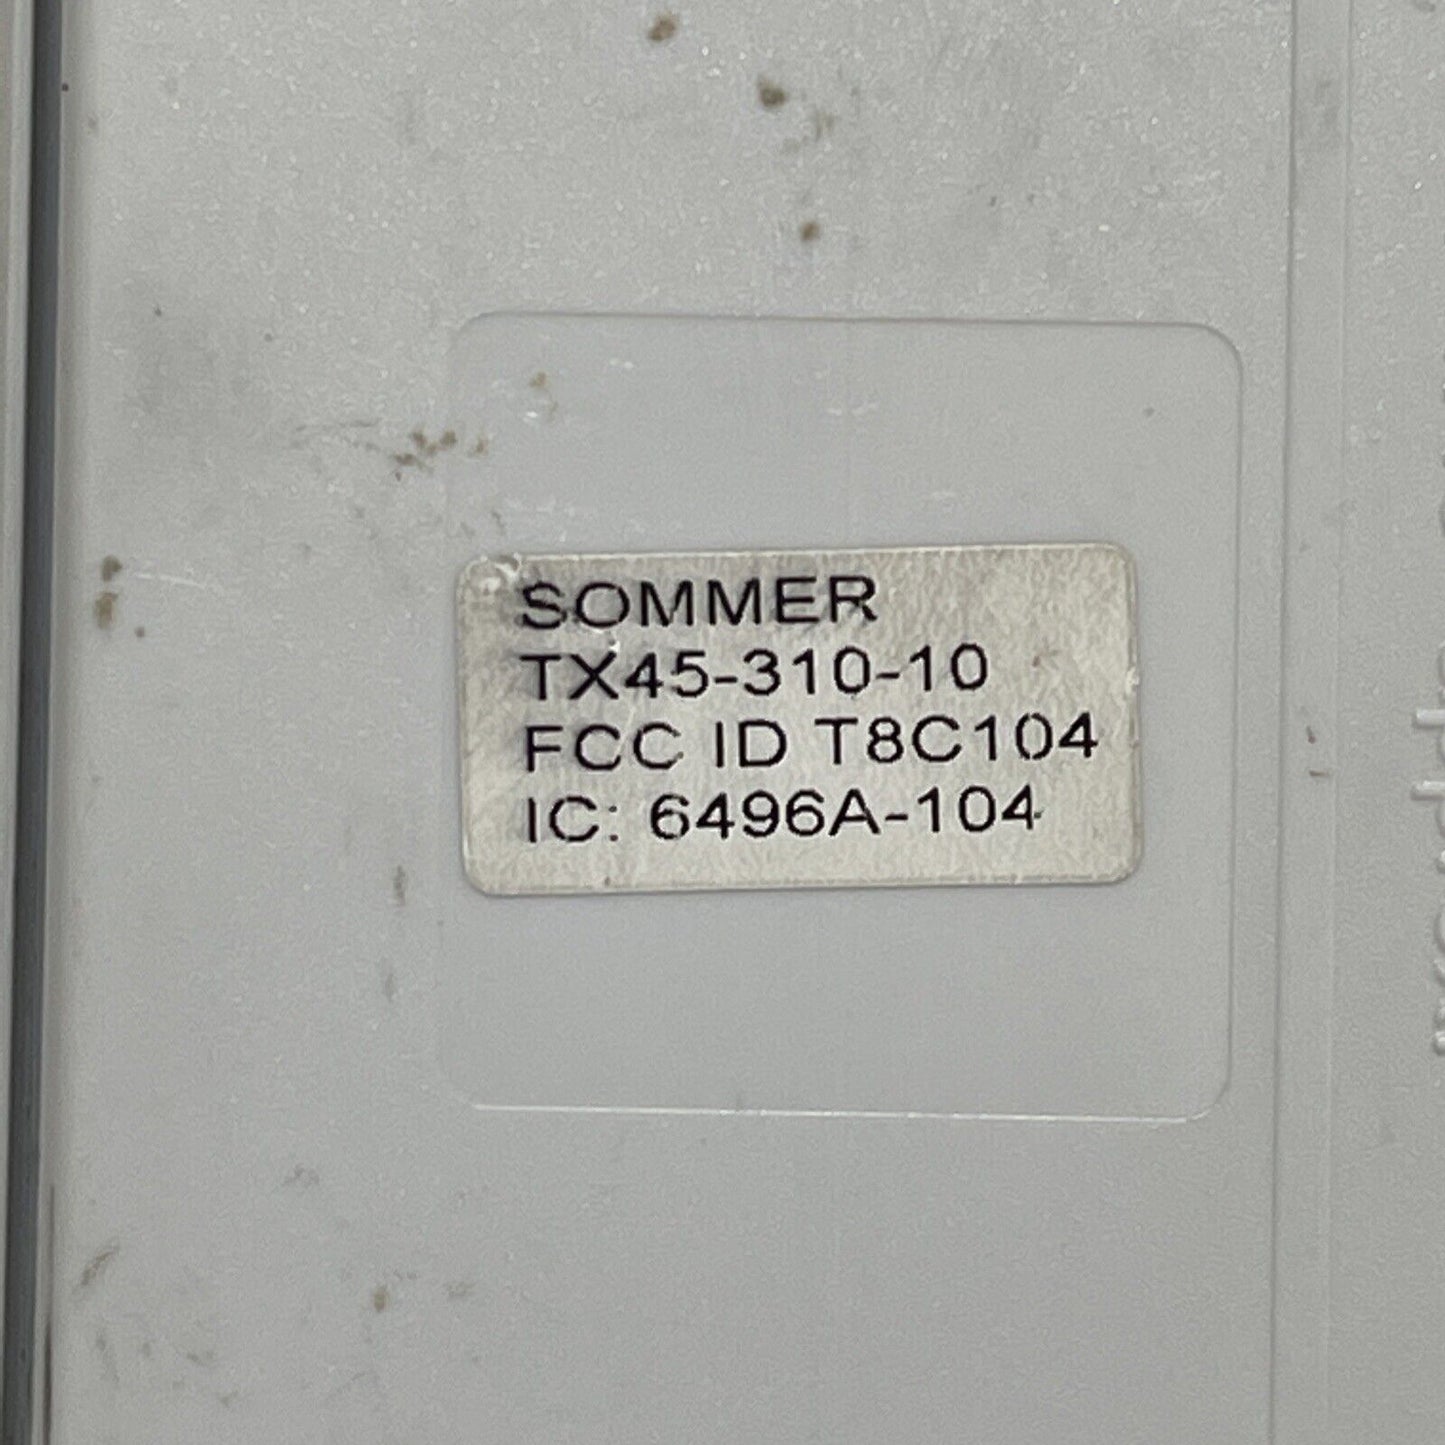 SOMMER
TX45-310-10
FCC ID T8C104
IC: 6496A-104